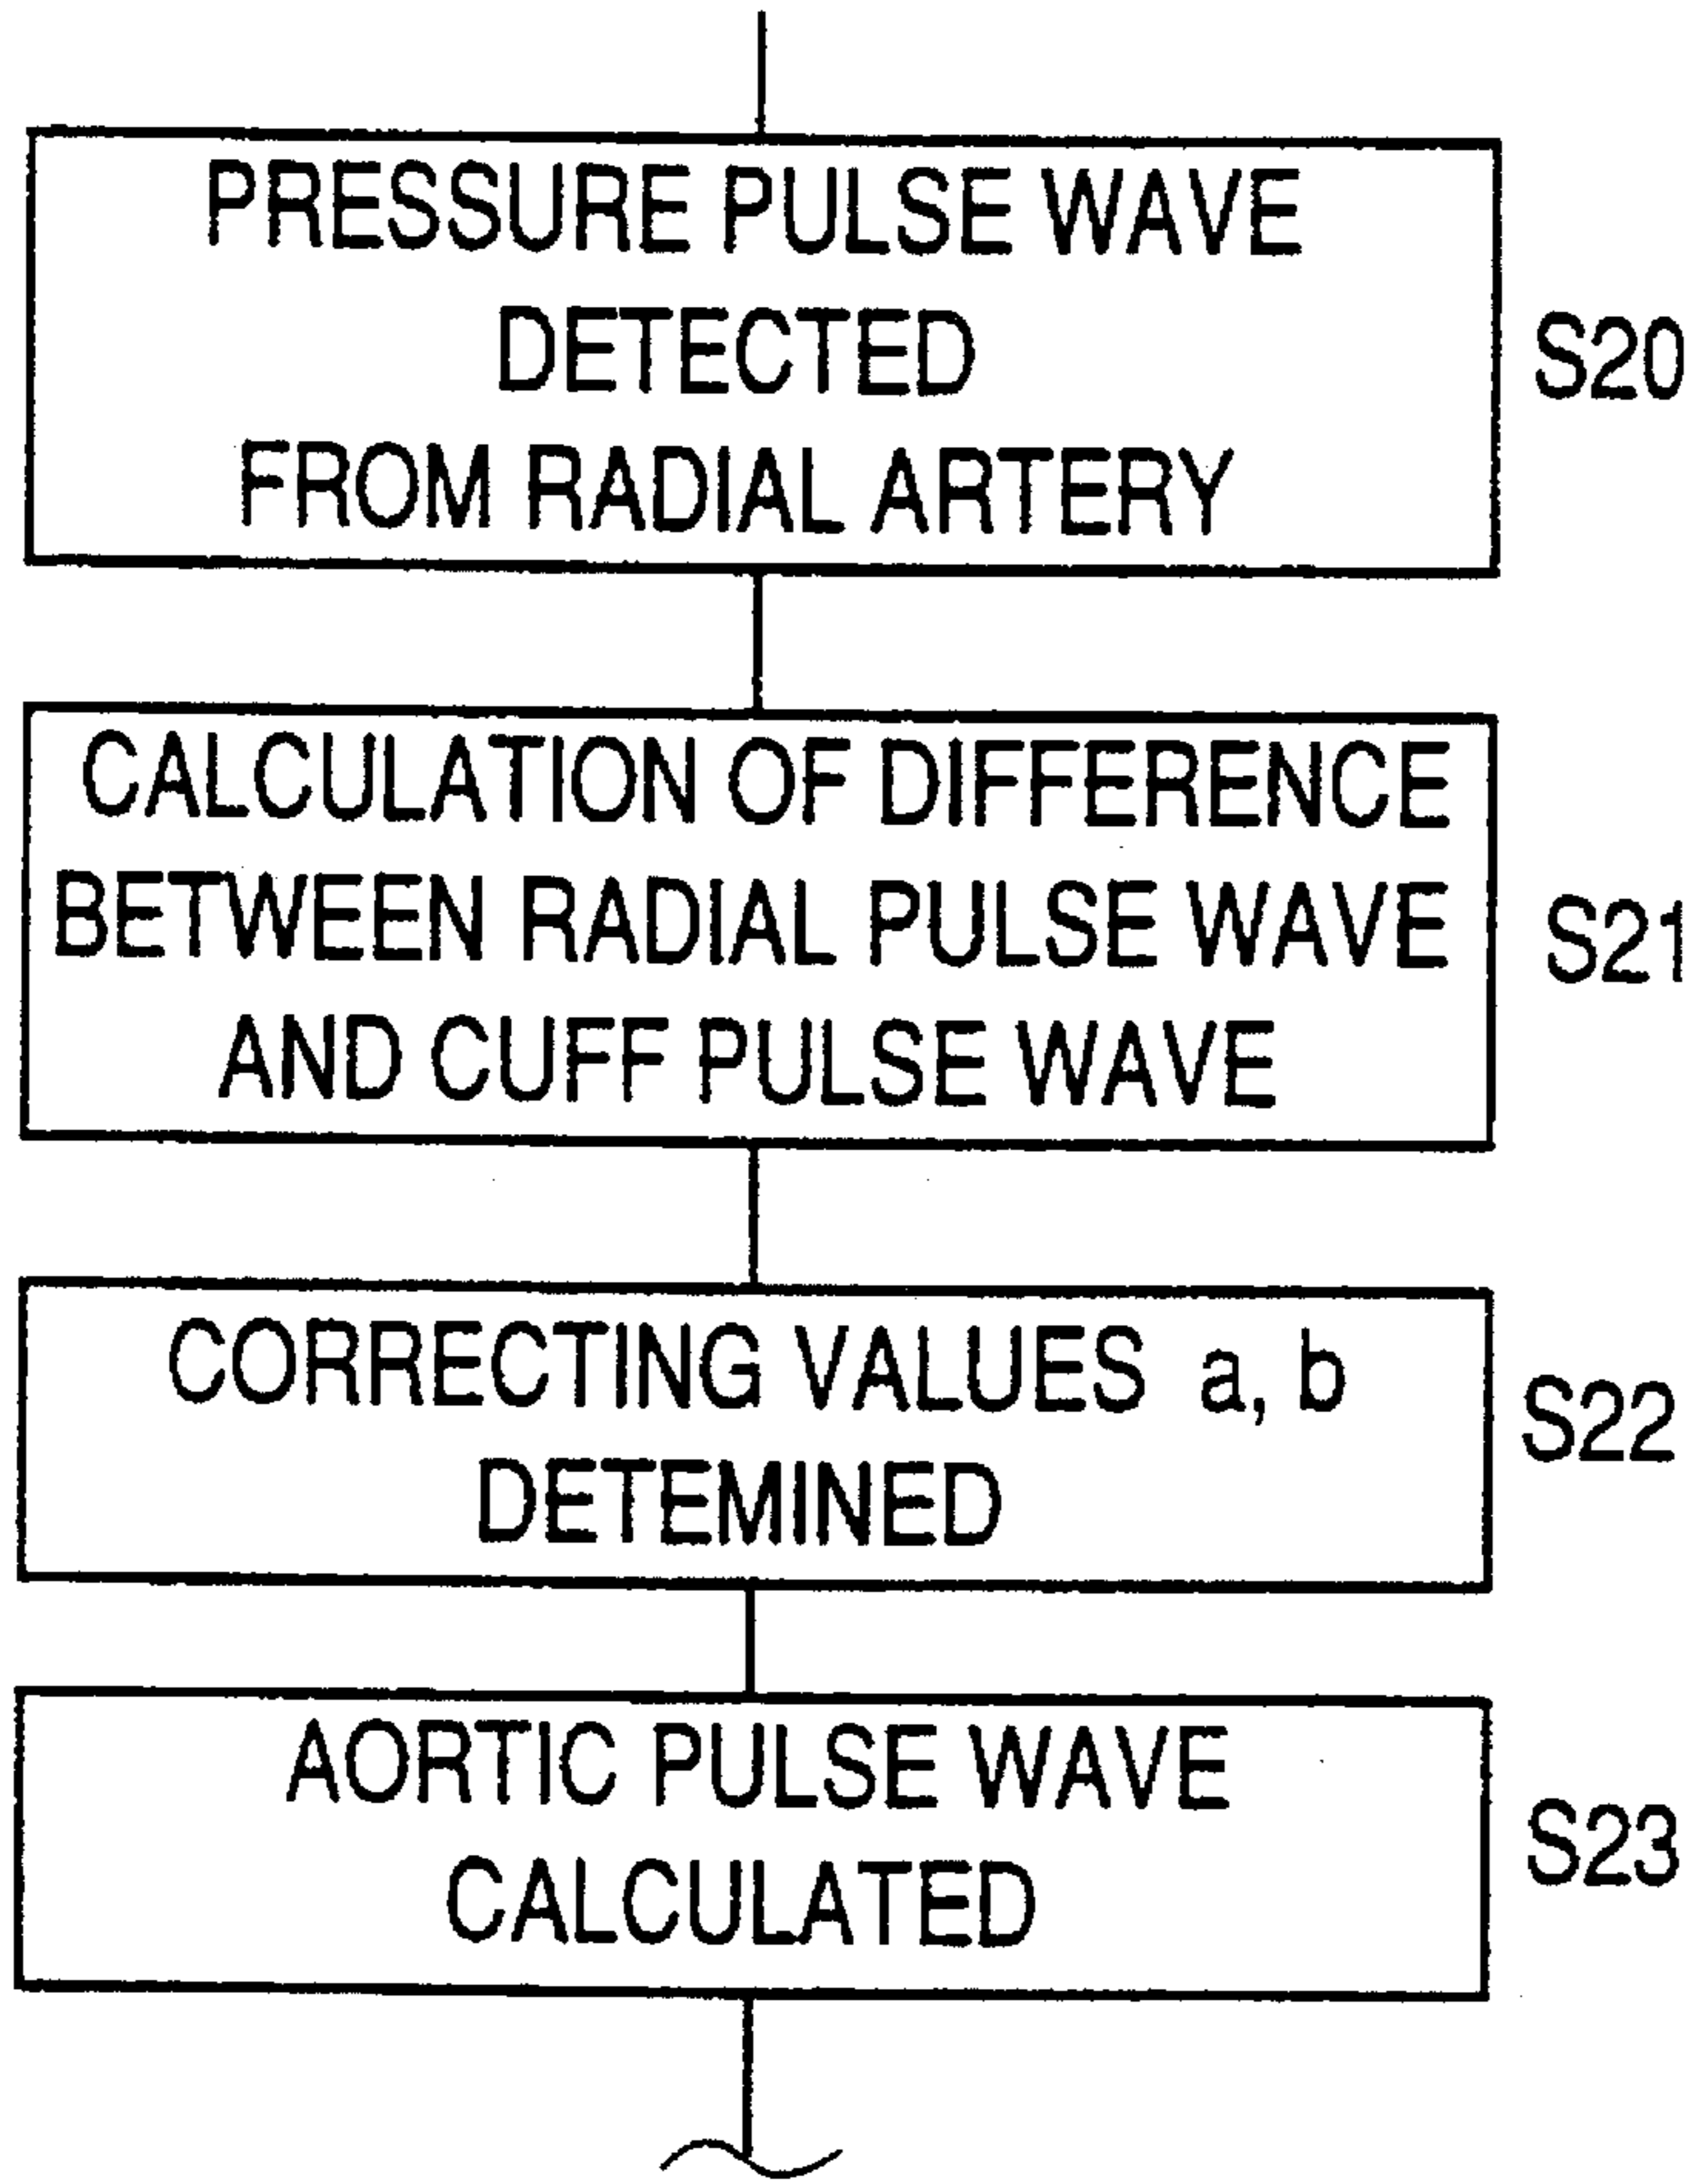 PRESSURE PULSE WAVE
DETECTED
FROM RADIAL ARTERY
S20
CALCULATION OF DIFFERENCE
BETWEEN RADIAL PULSE WAVE
AND CUFF PULSE WAVE
S21
CORRECTING VALUES a, b
DETEMINED
S22
AORTIC PULSE WAVE
CALCULATED
S23